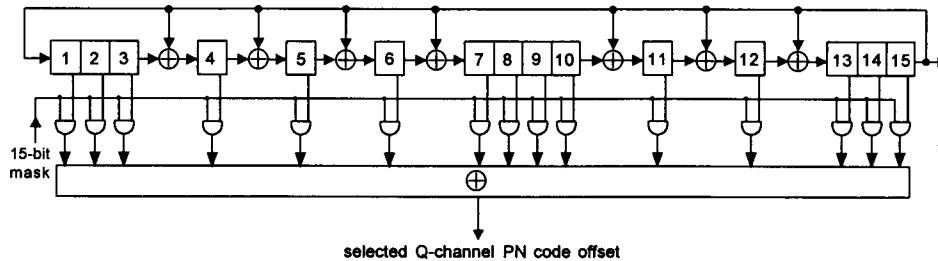 1 2 3 4 5 6 7 8 9 10 11 12 13 14 15
15-bit
mask
selected Q-channel PN code offset